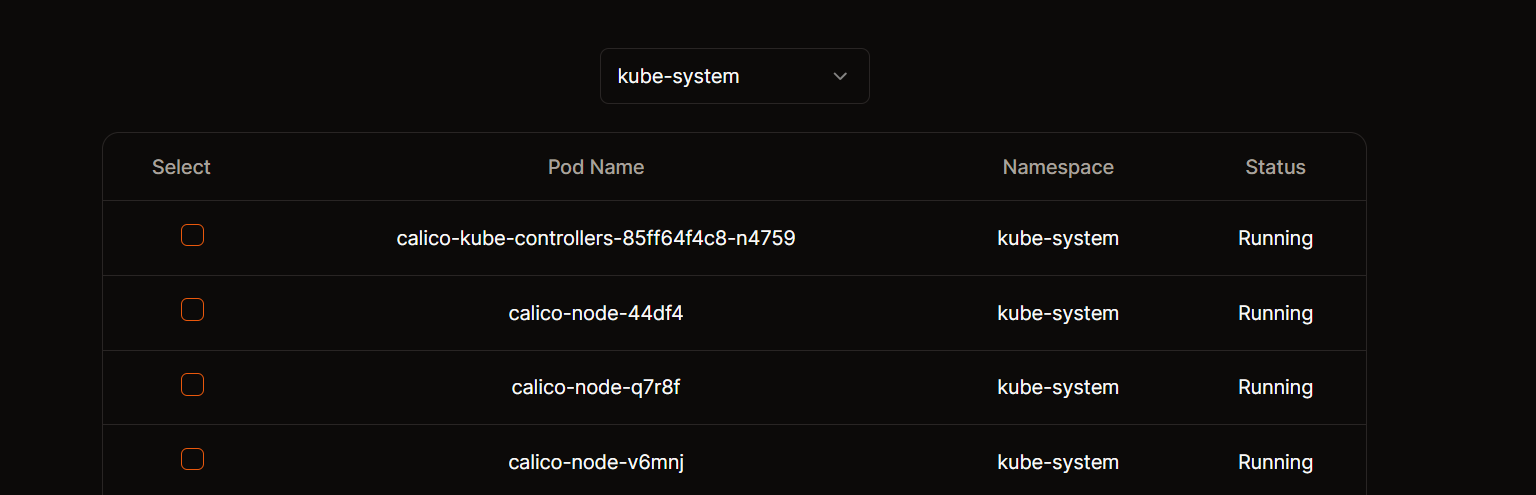 kube-system
Select Pod Name Namespace Status
calico-kube-controllers-85ff64f4c8-n4759 kube-system Running
calico-node-44df4 kube-system Running
calico-node-q7r8f kube-system Running
calico-node-v6mnj kube-system Running